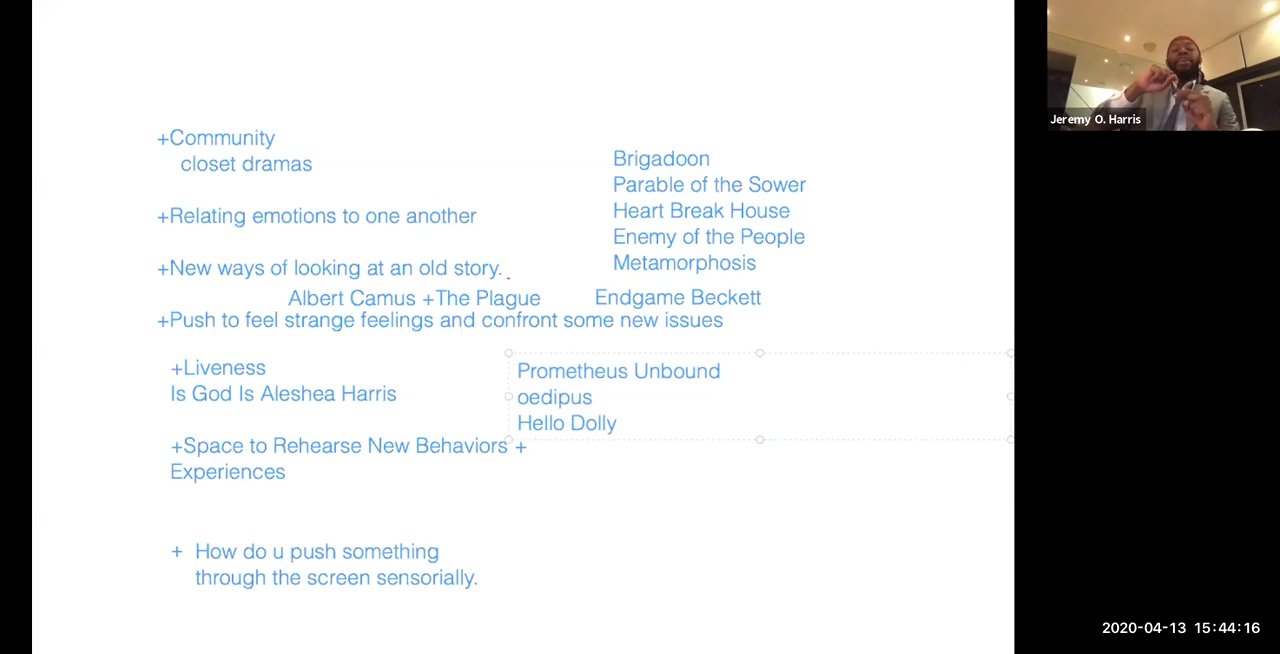 +Community
closet dramas
+Relating emotions to one another
+New ways of looking at an old story.
Albert Camus +The Plague
+Push to feel strange feelings and confront some new issues
+Liveness
Is God Is Aleshea Harris
+Space to Rehearse New Behaviors +
Experiences
+ How do u push something
through the screen sensorially.
Brigadoon
Parable of the Sower
Heart Break House
Enemy of the People
Metamorphosis
Endgame Beckett
Prometheus Unbound
oedipus
Hello Dolly
Jeremy O. Harris
2020-04-13 15:44:16